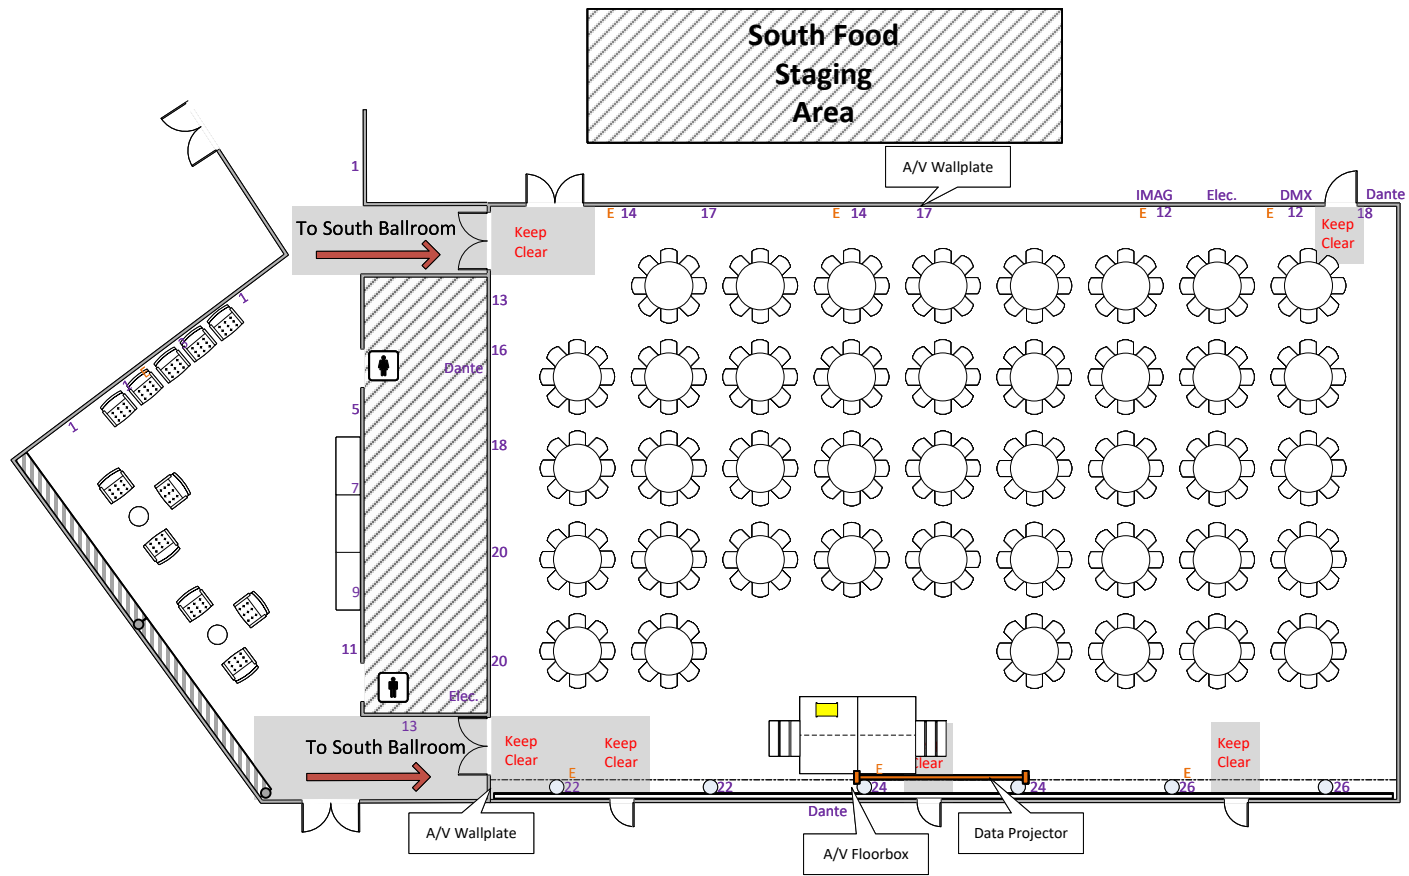 South Food
Staging
Area
A/V Wallplate
1
IMAG
Elec.
DMX
Dante
E 14
17
E 14
17
E 12
E 12
18
To South Ballroom
Keep
Clear
Keep
Clear
1
13
16
Dante
1
E
1
5
18
7
20
9
11
20
Elec.
13
To South Ballroom
Keep
Clear
Keep
Clear
Clear
Keep
Clear
E
22
22
E
24
24
E
26
26
Dante
A/V Wallplate
A/V Floorbox
Data Projector